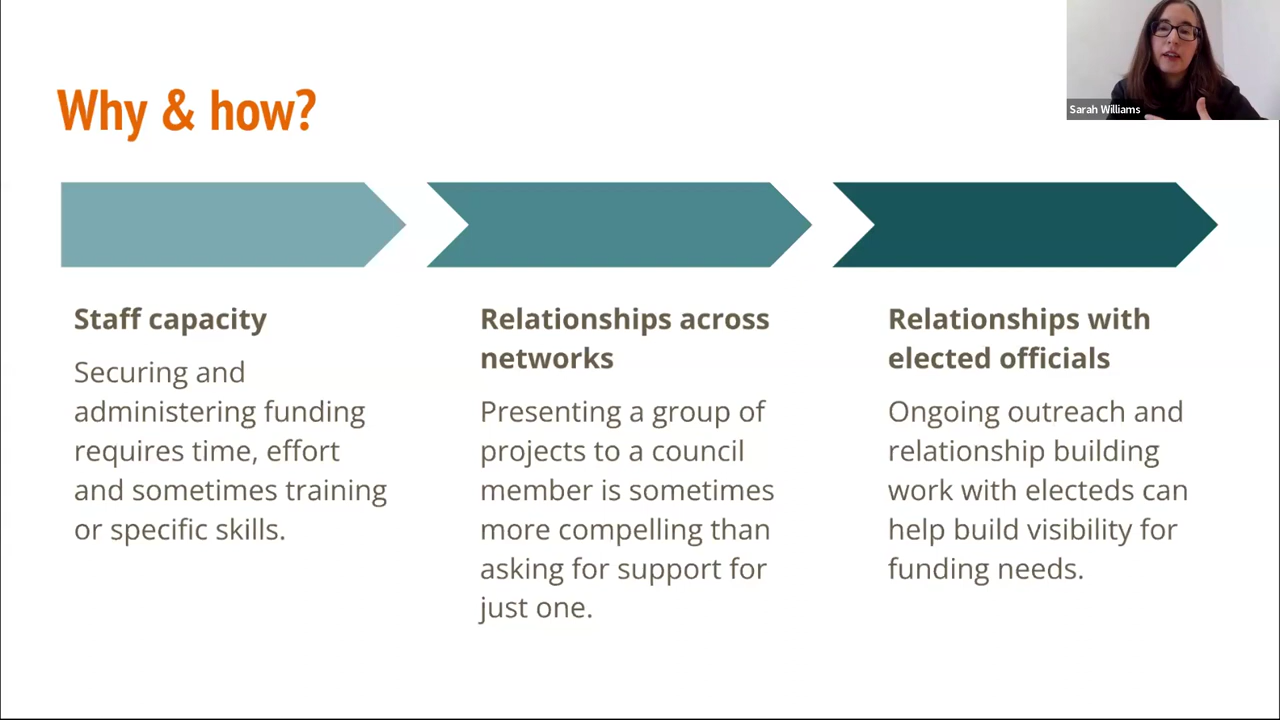 Why & how?
Sarah Williams
Staff capacity
Securing and
administering funding
requires time, effort
and sometimes training
or specific skills.
Relationships across
networks
Presenting a group of
projects to a council
member is sometimes
more compelling than
asking for support for
just one.
Relationships with
elected officials
Ongoing outreach and
relationship building
work with electeds can
help build visibility for
funding needs.